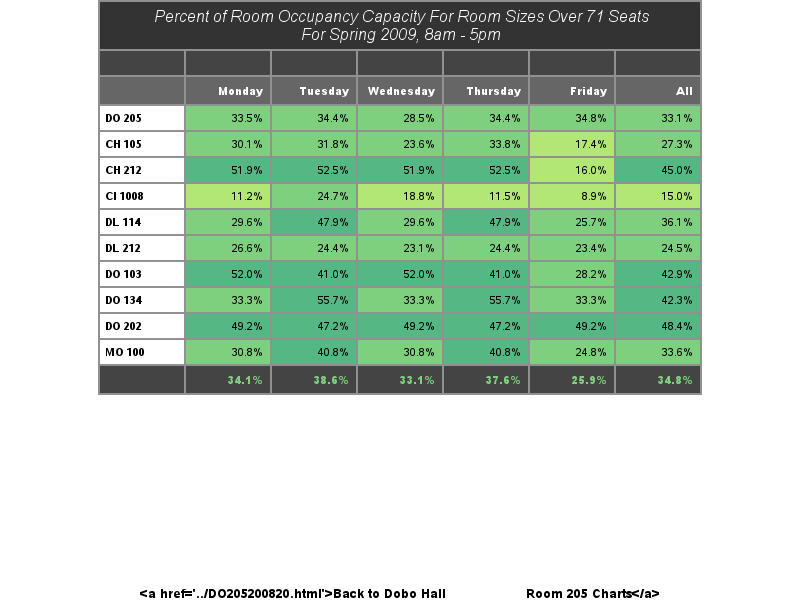 Percent of Room Occupancy Capacity For Room Sizes Over 71 Seats
For Spring 2009, 8am - 5pm
Monday Tuesday Wednesday Thursday Friday All
DO 205 33.5% 34.4% 28.5% 34.4% 34.8% 33.1%
CH 105 30.1% 31.8% 23.6% 33.8% 17.4% 27.3%
CH 212 51.9% 52.5% 51.9% 52.5% 16.0% 45.0%
CI 1008 11.2% 24.7% 18.8% 11.5% 8.9% 15.0%
DL 114 29.6% 47.9% 29.6% 47.9% 25.7% 36.1%
DL 212 26.6% 24.4% 23.1% 24.4% 23.4% 24.5%
DO 103 52.0% 41.0% 52.0% 41.0% 28.2% 42.9%
DO 134 33.3% 55.7% 33.3% 55.7% 33.3% 42.3%
DO 202 49.2% 47.2% 49.2% 47.2% 49.2% 48.4%
MO 100 30.8% 40.8% 30.8% 40.8% 24.8% 33.6%
34.1% 38.6% 33.1% 37.6% 25.9% 34.8%
<a href='../DO205200820.html'>Back to Dobo Hall Room 205 Charts</a>